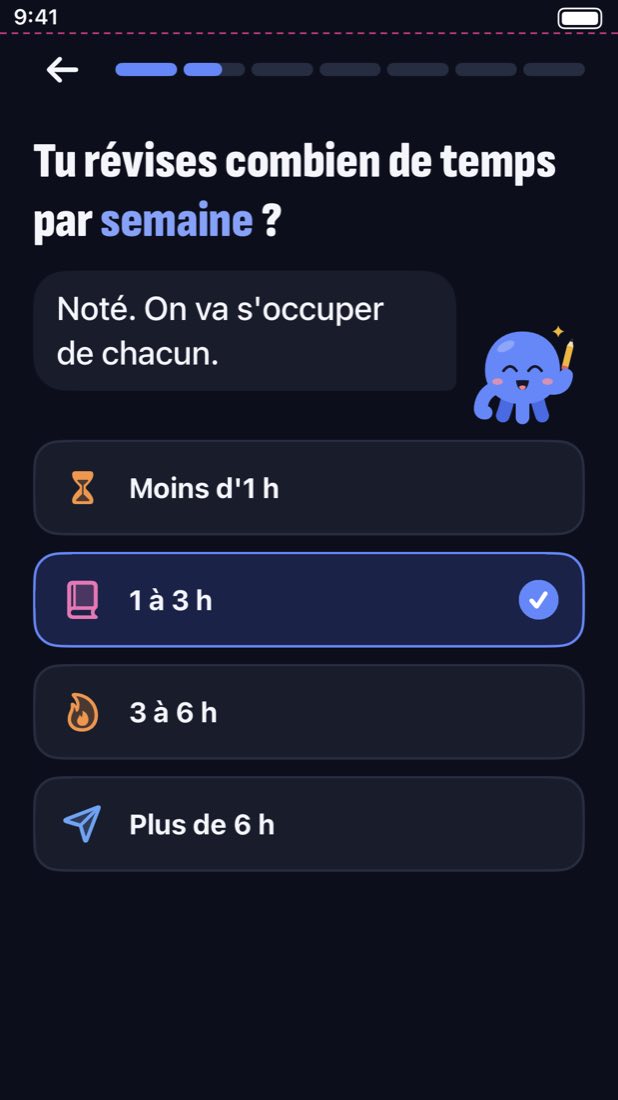 9:41
Tu révises combien de temps
par semaine ?
Noté. On va s'occuper
de chacun.
Moins d'1 h
1 à 3 h
3 à 6 h
Plus de 6 h